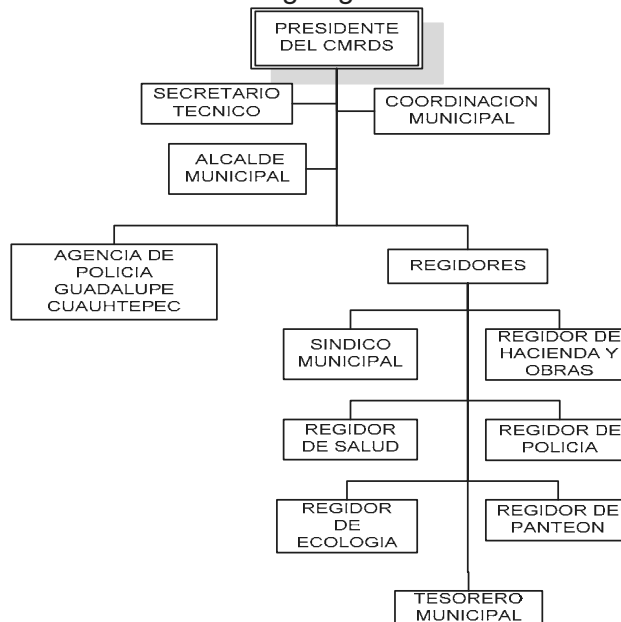 PRESIDENTE
DEL CMRDS
SECRETARIO
TECNICO
COORDINACION
MUNICIPAL
ALCALDE
MUNICIPAL
AGENCIA DE
POLICIA
GUADALUPE
CUAUHTEPEC
REGIDORES
SINDICO
MUNICIPAL
REGIDOR DE
HACIENDA Y
OBRAS
REGIDOR
DE SALUD
REGIDOR DE
POLICIA
REGIDOR
DE
ECOLOGIA
REGIDOR DE
PANTEON
TESORERO
MUNICIPAL